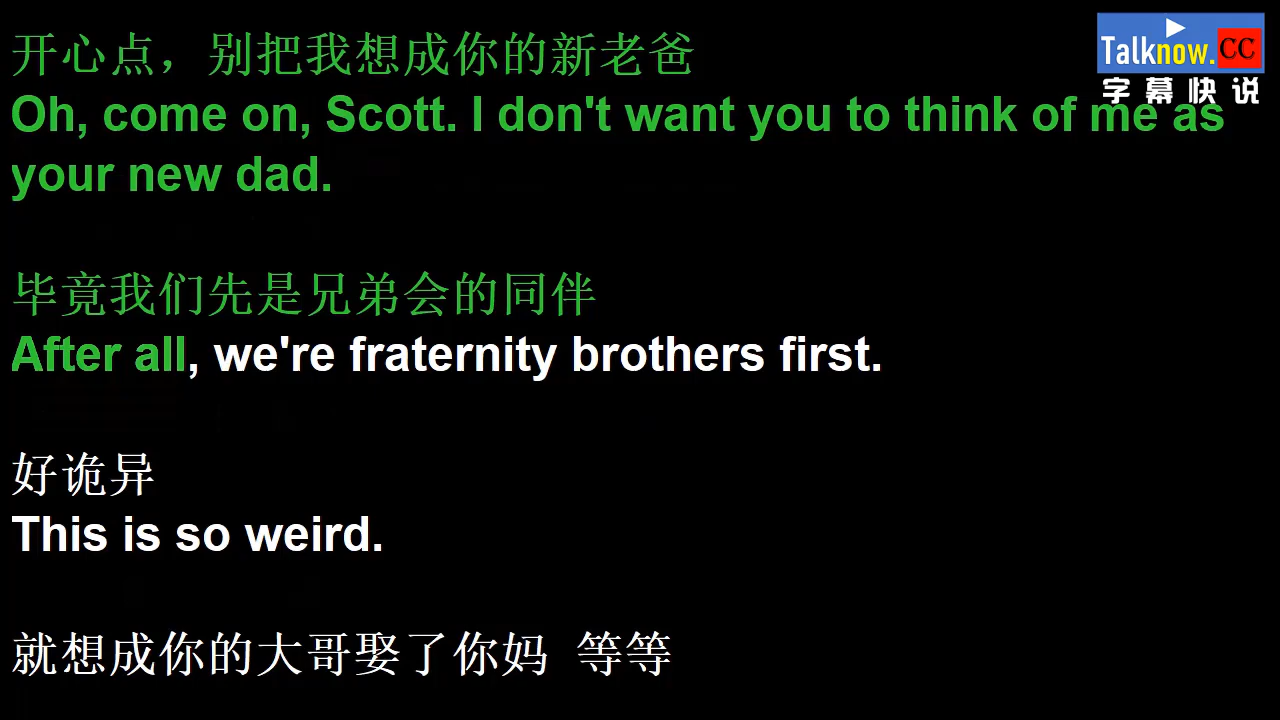 开心点，别把我想成你的新老爸
Talknow.CC
字幕快说
Oh, come on, Scott. I don't want you to think of me as
your new dad.
毕竟我们先是兄弟会的同伴
After all, we're fraternity brothers first.
好诡异
This is so weird.
就想成你的大哥娶了你妈 等等